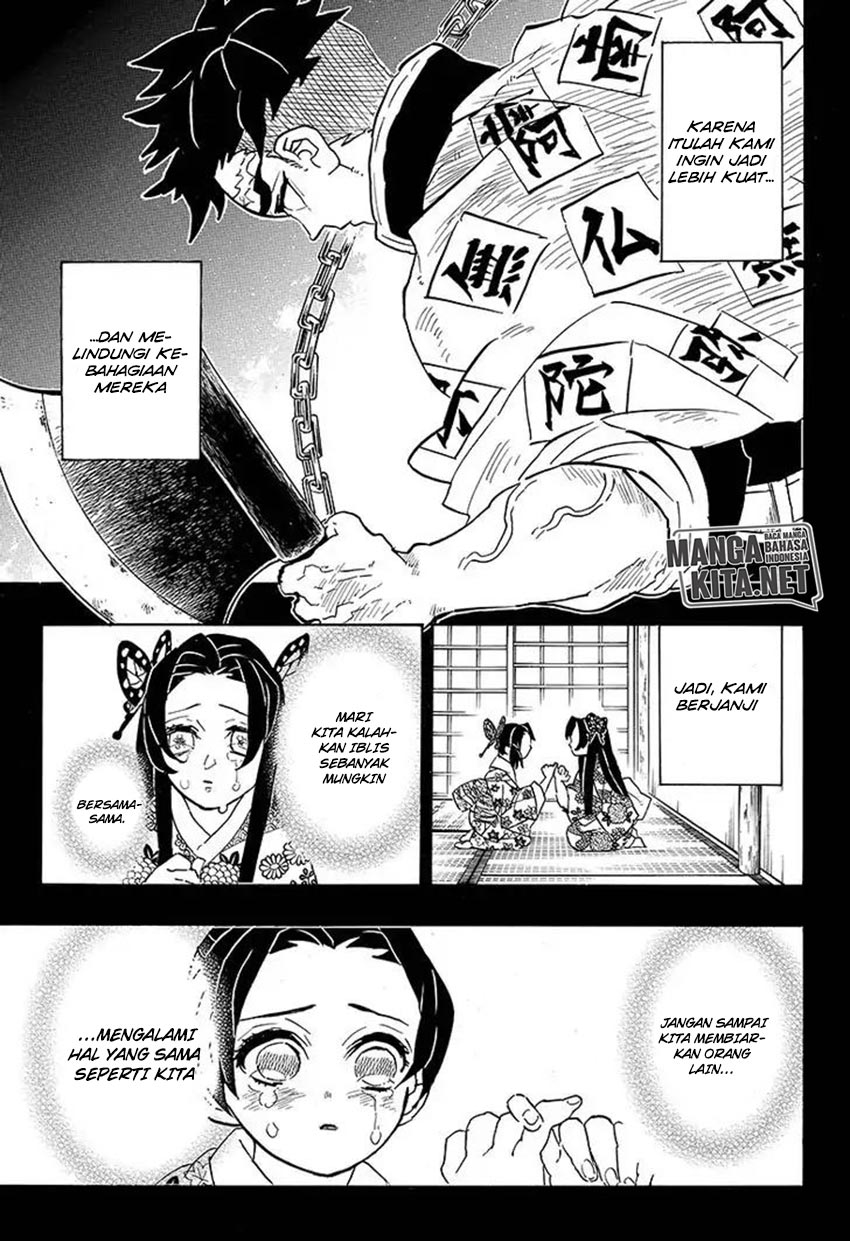 KARENA
ITULAH KAMI
INGIN JADI
LEBIH KUAT...
...DAN ME-
LINDUNGI KE-
BAHAGIAAN
MEREKA
南
阿
仏
陀
MANGA
KITA.NET
BACA MANGA
BAHASA
INDONESIA
JADI, KAMI
BERJANJI
MARI
KITA KALAH-
KAN IBLIS
SEBANYAK
MUNGKIN
BERSAMA-
SAMA.
JANGAN SAMPAI
KITA MEMBIAR-
KAN ORANG
LAIN...
...MENGALAMI
HAL YANG SAMA
SEPERTI KITA